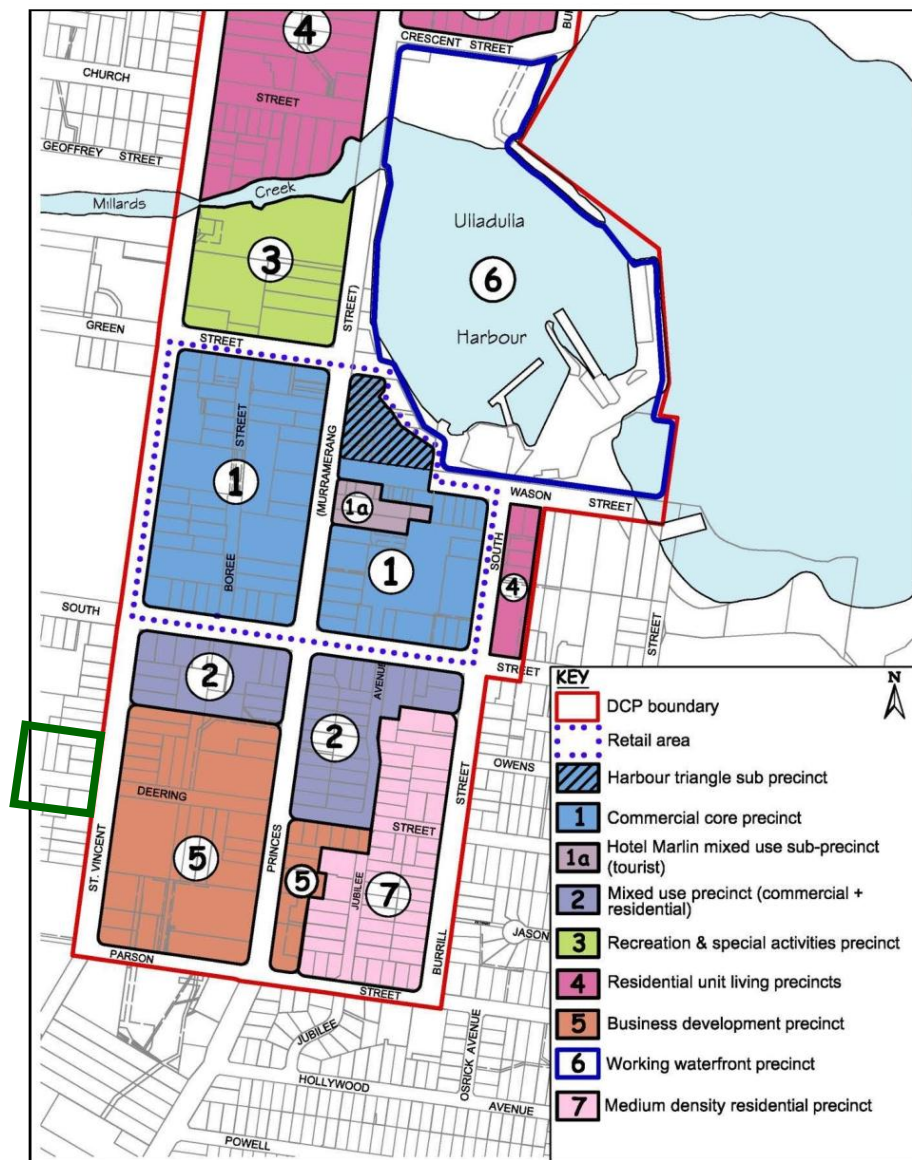 4
CRESCENT STREET
CHURCH
STREET
GEOFFREY STREET
Creek
Millards
Ulladulla
3
6
STREET)
GREEN
STREET
Harbour
STREET
1
(MURRAMERANG
1a
WASON
STREET
SOUTH
1
4
BOREE
SOUTH
STREET
STREET
2
AVENUE
2
OWENS
STREET
DEERING
STREET
PRINCES
ST. VINCENT
5
5
JUBILEE
7
JASON
BURRILL
PARSON
STREET
JUBILEE
OSRICK AVENUE
HOLLYWOOD
AVENUE
POWELL
KEY
N
DCP boundary
Retail area
Harbour triangle sub precinct
1 Commercial core precinct
1a Hotel Marlin mixed use sub-precinct
(tourist)
2 Mixed use precinct (commercial +
residential)
3 Recreation & special activities precinct
4 Residential unit living precincts
5 Business development precinct
6 Working waterfront precinct
7 Medium density residential precinct